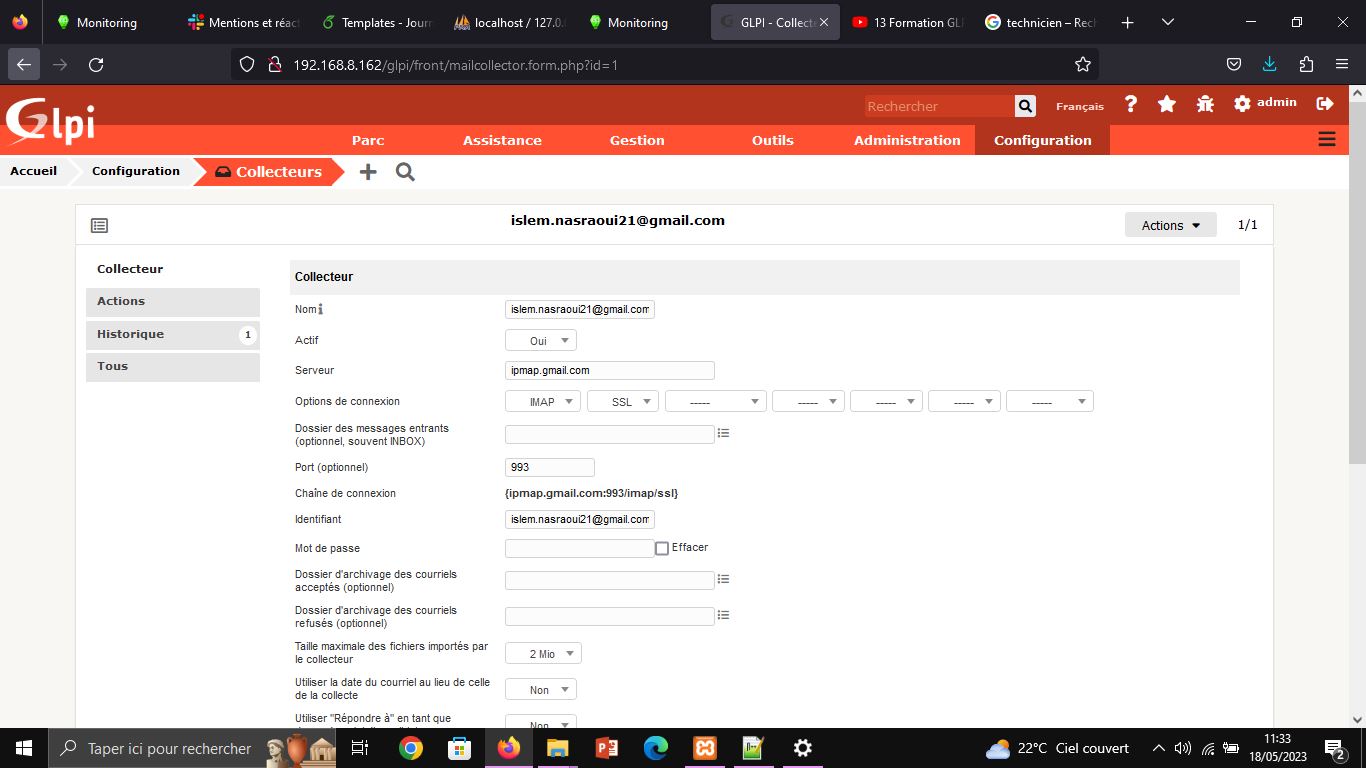 Monitoring
Mentions et réac
Templates - Journ
localhost / 127.0.0
Monitoring
GLPI - Collecte
13 Formation GLP
technicien – Rech
192.168.8.162/glpi/front/mailcollector.form.php?id=1
Glpi
Rechercher
Français
admin
Parc
Assistance
Gestion
Outils
Administration
Configuration
Accueil
Configuration
Collecteurs
islem.nasraoui21@gmail.com
Actions
1/1
Collecteur
Actions
Historique 1
Tous
Collecteur
Nom islem.nasraoui21@gmail.com
Actif Oui
Serveur ipmap.gmail.com
Options de connexion IMAP SSL ----- ----- ----- ----- -----
Dossier des messages entrants
(optionnel, souvent INBOX)
Port (optionnel) 993
Chaîne de connexion {ipmap.gmail.com:993/imap/ssl}
Identifiant islem.nasraoui21@gmail.com
Mot de passe Effacer
Dossier d'archivage des courriels
acceptés (optionnel)
Dossier d'archivage des courriels
refusés (optionnel)
Taille maximale des fichiers importés par
le collecteur 2 Mio
Utiliser la date du courriel au lieu de celle
de la collecte Non
Utiliser "Répondre à" en tant que
Non
Taper ici pour rechercher
22°C Ciel couvert
11:33
18/05/2023
2